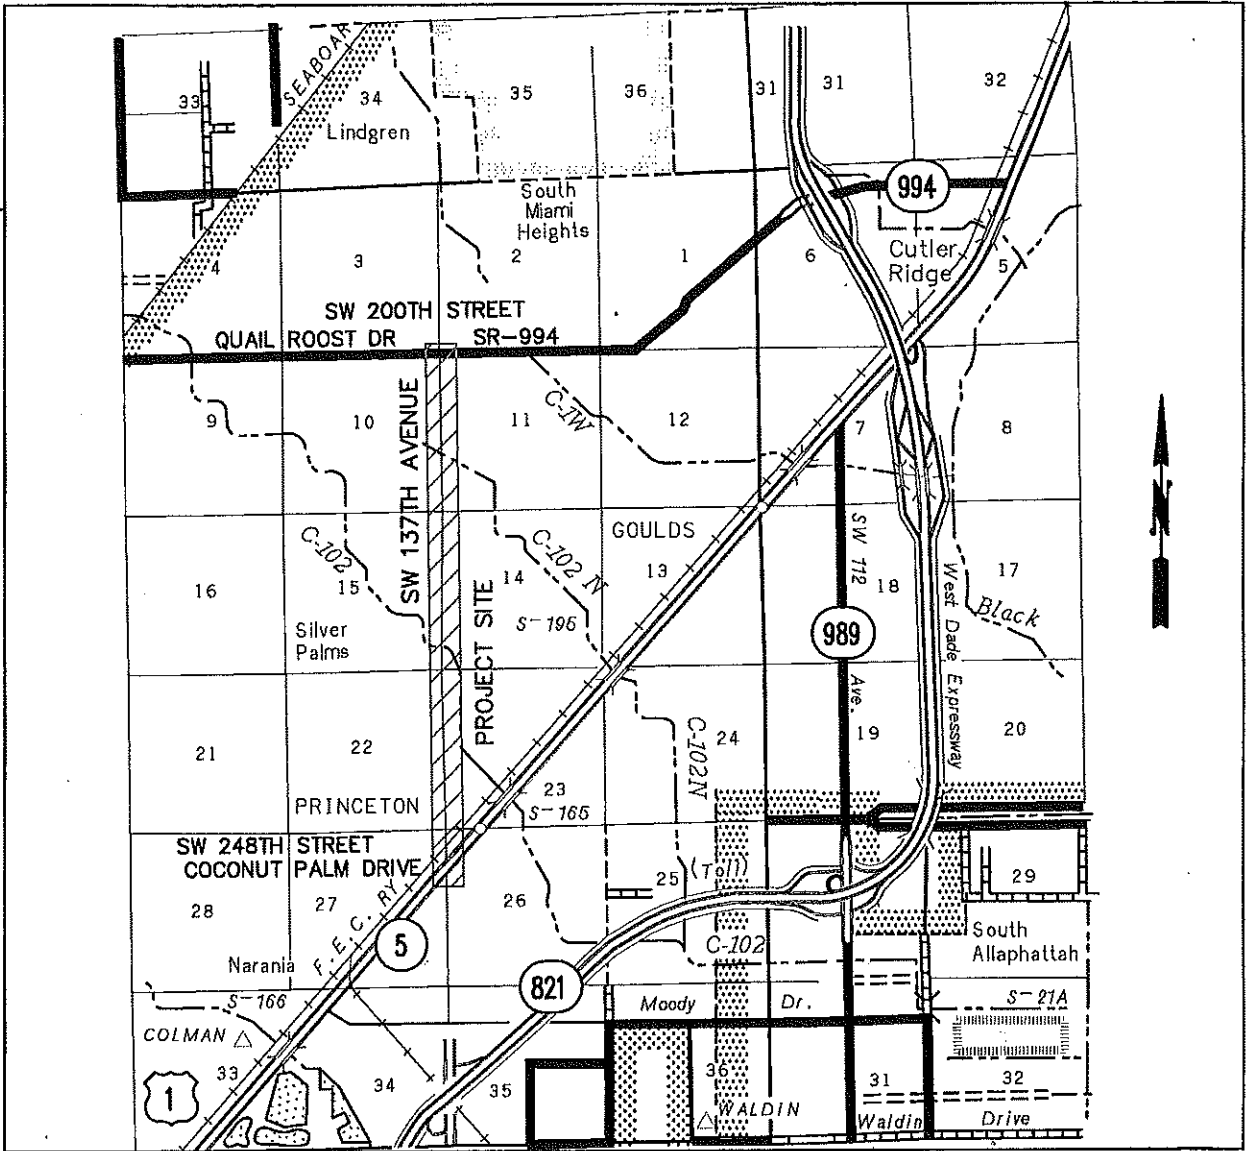 SEABOAR
33
34
35
36
31
31
32
Lindgren
994
South
Miami
Heights
Cutler
Ridge
4
3
2
1
6
5
SW 200TH STREET
QUAIL ROOST DR SR-994
9
10
11
12
7
8
C-1W
SW 137TH AVENUE
N
GOULDS
C-102
C-102 N
SW 112
Ave.
16
15
14
13
18
17
S-195
Black
Silver
Palms
PROJECT SITE
989
West Dade Expressway
21
22
23
24
19
20
C-102N
PRINCETON
S-165
SW 248TH STREET
COCONUT PALM DRIVE
28
27
26
25
(Toll)
29
F. E. C. RY
5
South
Allaphattah
C-102
Narania
821
S-166
Moody Dr.
S-21A
COLMAN
33
34
35
36
31
32
1
WALDIN
Waldin Drive